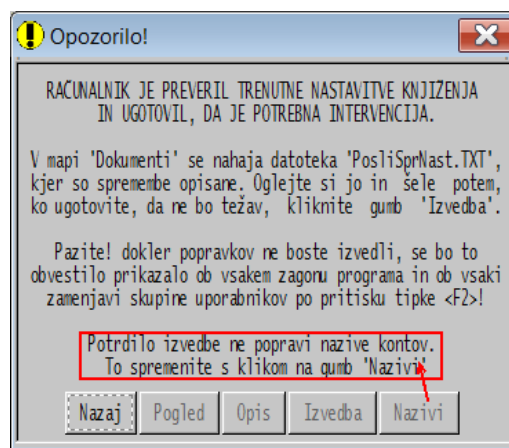 Opozorilo!
RAČUNALNIK JE PREVERIL TRENUTNE NASTAVITVE KNJIŽENJA
IN UGOTOVIL, DA JE POTREBNA INTERVENCIJA.
V mapi 'Dokumenti' se nahaja datoteka 'PosliSprNast.TXT',
kjer so spremembe opisane. Oglejte si jo in šele potem,
ko ugotovite, da ne bo težav, kliknite gumb 'Izvedba'.
Pazite! dokler popravkov ne boste izvedli, se bo to
obvestilo prikazalo ob vsakem zagonu programa in ob vsaki
zamenjavi skupine uporabnikov po pritisku tipke <F2>!
Potrdilo izvedbe ne popravi nazive kontov.
To spremenite s klikom na gumb 'Nazivi'
Nazaj Pogled Opis Izvedba Nazivi